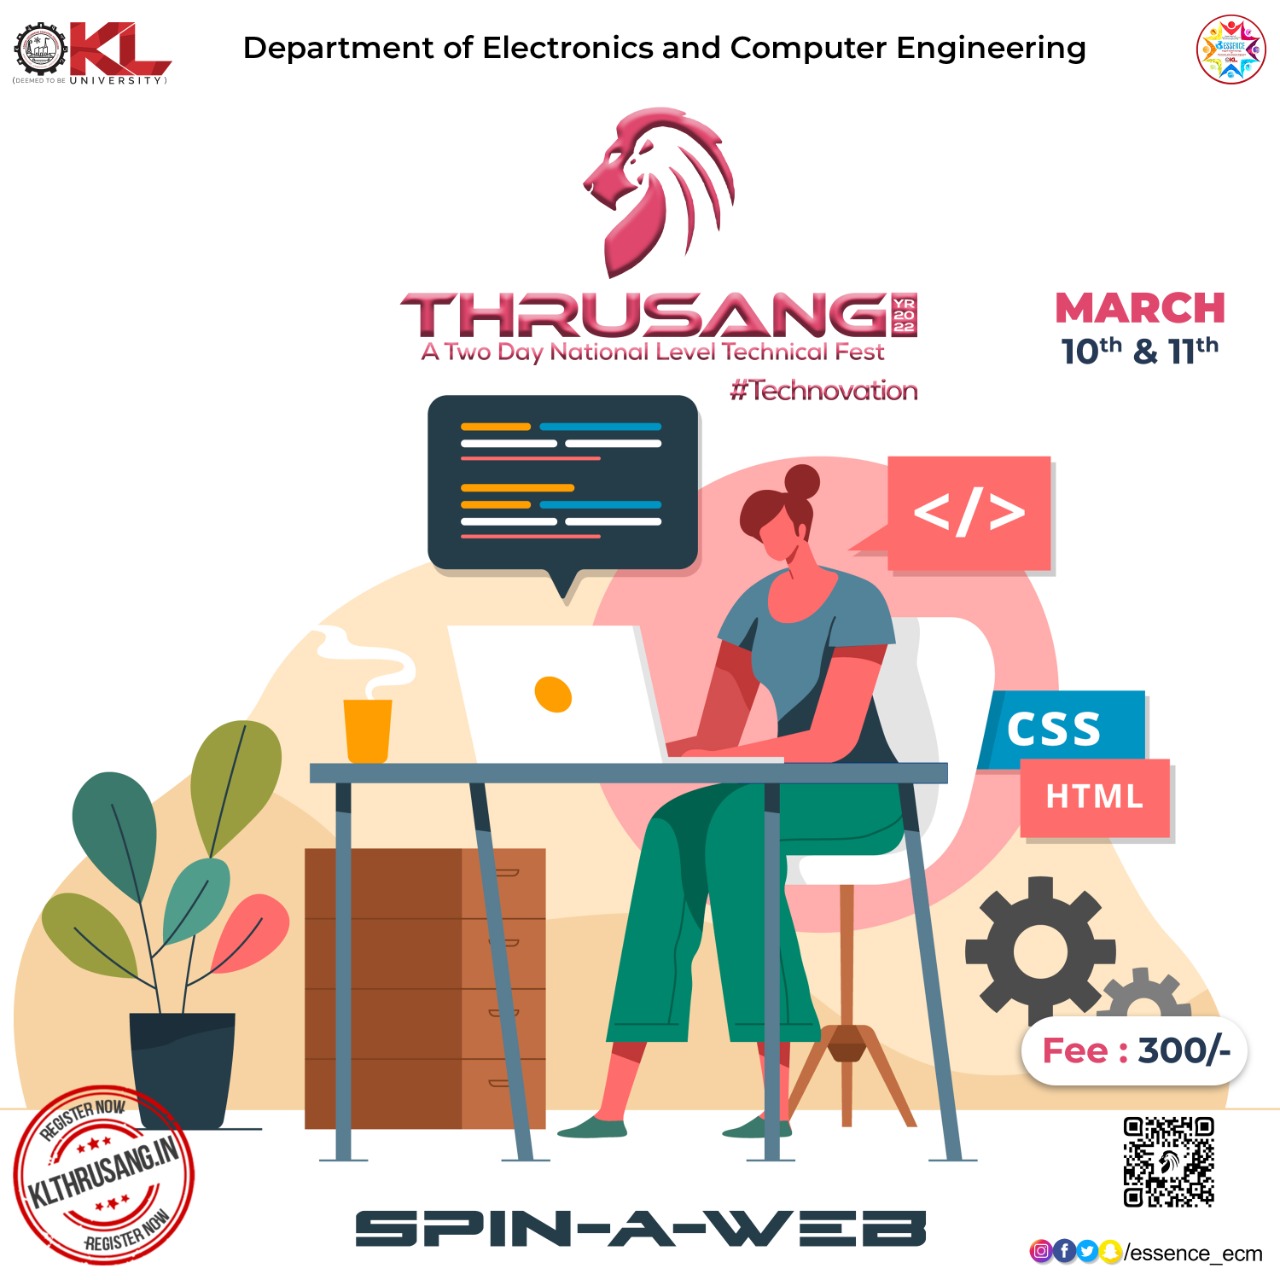 KL
(DEEMED TO BE UNIVERSITY)
Department of Electronics and Computer Engineering
ESSENCE
THRUSANG
YR
20
22
A Two Day National Level Technical Fest
#Technovation
MARCH
10th & 11th
</>
CSS
HTML
Fee : 300/-
REGISTER NOW
KLTHRUSANG.IN
REGISTER NOW
SPIN-A-WEB
/essence_ecm